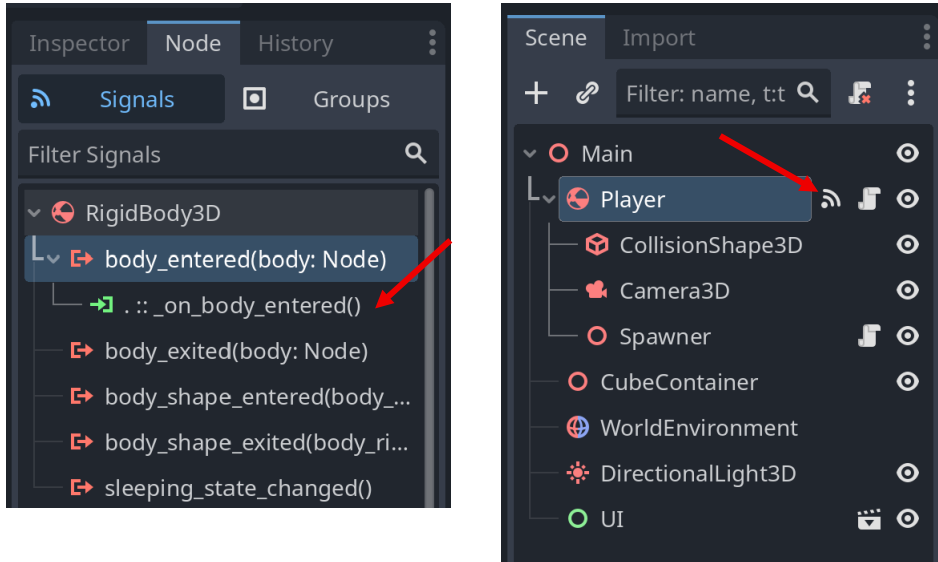 Inspector Node History
Signals Groups
Filter Signals
RigidBody3D
body_entered(body: Node)
. :: _on_body_entered()
body_exited(body: Node)
body_shape_entered(body_...
body_shape_exited(body_ri...
sleeping_state_changed()
Scene Import
Filter: name, t:t
Main
Player
CollisionShape3D
Camera3D
Spawner
CubeContainer
WorldEnvironment
DirectionalLight3D
UI